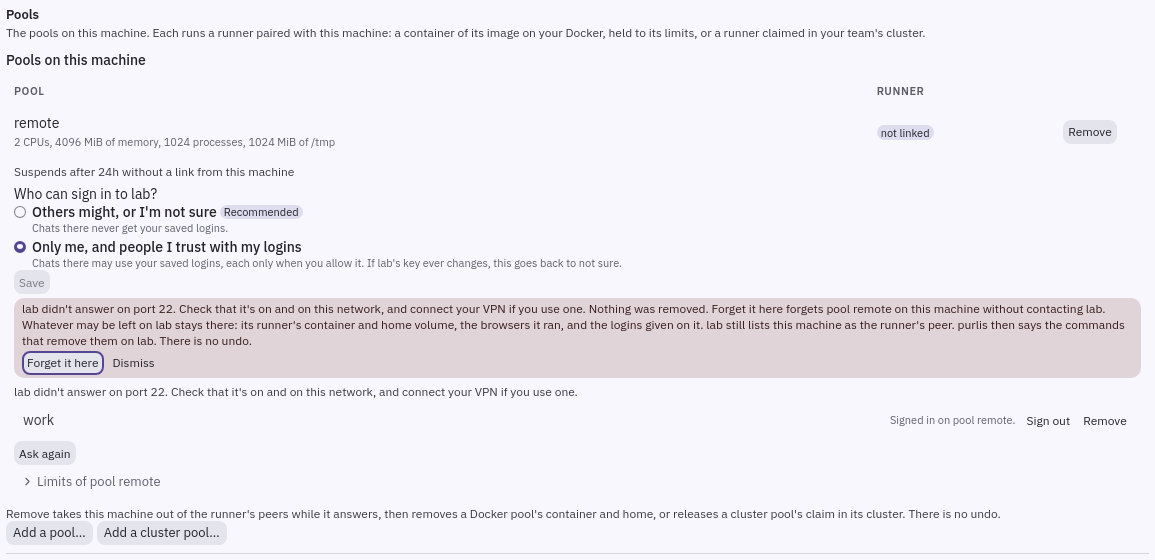 Pools
The pools on this machine. Each runs a runner paired with this machine: a container of its image on your Docker, held to its limits, or a runner claimed in your team's cluster.
Pools on this machine
POOL RUNNER
remote
2 CPUs, 4096 MiB of memory, 1024 processes, 1024 MiB of /tmp
not linked
Remove
Suspends after 24h without a link from this machine
Who can sign in to lab?
Others might, or I'm not sure Recommended
Chats there never get your saved logins.
Only me, and people I trust with my logins
Chats there may use your saved logins, each only when you allow it. If lab's key ever changes, this goes back to not sure.
Save
lab didn't answer on port 22. Check that it's on and on this network, and connect your VPN if you use one. Nothing was removed. Forget it here forgets pool remote on this machine without contacting lab.
Whatever may be left on lab stays there: its runner's container and home volume, the browsers it ran, and the logins given on it. lab still lists this machine as the runner's peer. purlis then says the commands
that remove them on lab. There is no undo.
Forget it here Dismiss
lab didn't answer on port 22. Check that it's on and on this network, and connect your VPN if you use one.
work Signed in on pool remote. Sign out Remove
Ask again
Limits of pool remote
Remove takes this machine out of the runner's peers while it answers, then removes a Docker pool's container and home, or releases a cluster pool's claim in its cluster. There is no undo.
Add a pool... Add a cluster pool...